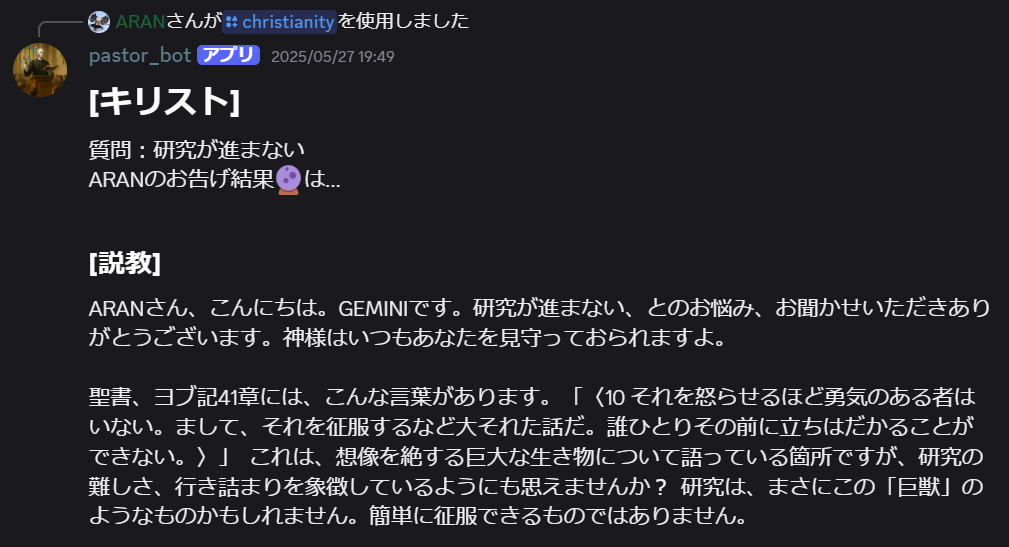 ARANさんがchristianityを使用しました
pastor_bot アプリ 2025/05/27 19:49
[キリスト]
質問：研究が進まない
ARANのお告げ結果🔮は...
[説教]
ARANさん、こんにちは。GEMINIです。研究が進まない、とのお悩み、お聞かせいただきあり
がとうございます。神様はいつもあなたを見守っておられますよ。
聖書、ヨブ記41章には、こんな言葉があります。「〈10 それを怒らせるほど勇気のある者は
いない。まして、それを征服するなど大それた話だ。誰ひとりその前に立ちはだかることが
できない。〉」 これは、想像を絶する巨大な生き物について語っている箇所ですが、研究の
難しさ、行き詰まりを象徴しているようにも思えませんか？ 研究は、まさにこの「巨獣」の
ようなものかもしれません。簡単に征服できるものではありません。